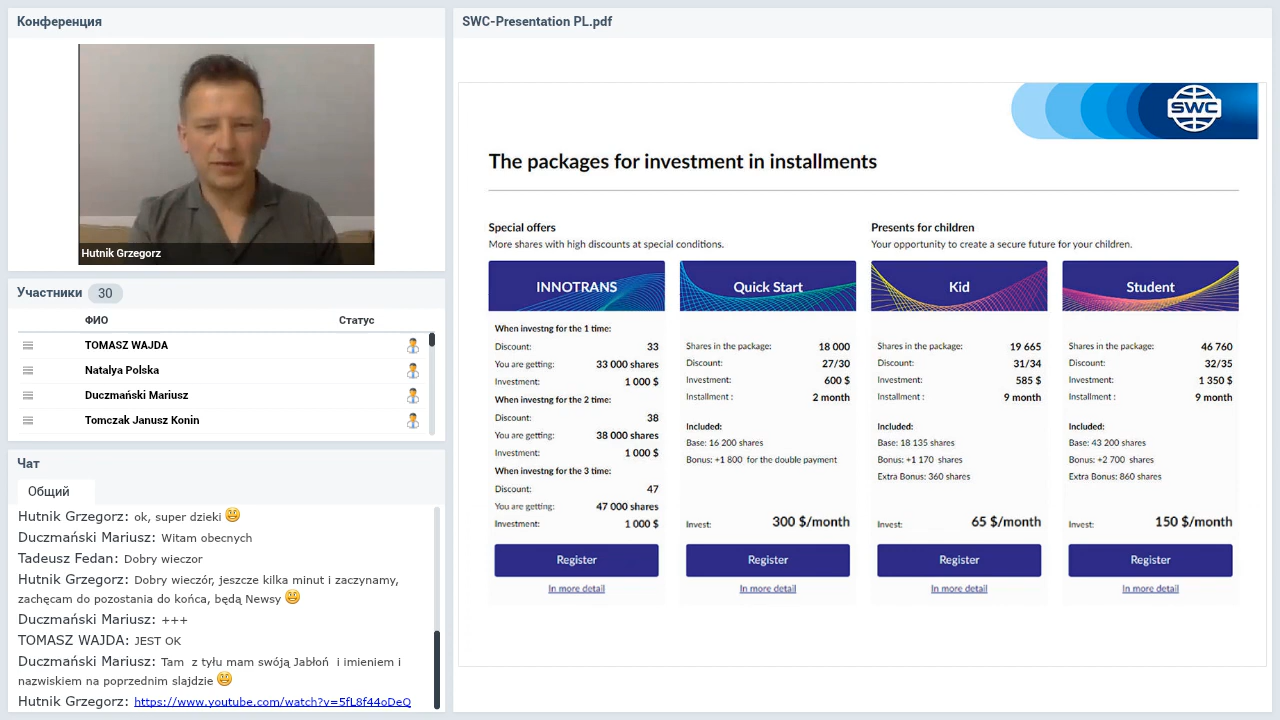 Конференция
Hutnik Grzegorz
Участники 30
ФИО Статус
TOMASZ WAJDA
Natalya Polska
Duczmański Mariusz
Tomczak Janusz Konin
Чат
Общий
Hutnik Grzegorz: ok, super dzieki
Duczmański Mariusz: Witam obecnych
Tadeusz Fedan: Dobry wieczor
Hutnik Grzegorz: Dobry wieczór, jeszcze kilka minut i zaczynamy,
zachecm do pozostania do końca, będą Newsy
Duczmański Mariusz: +++
TOMASZ WAJDA: JEST OK
Duczmański Mariusz: Tam z tyłu mam swóją Jabłoń i imieniem i
nazwiskiem na poprzednim slajdzie
Hutnik Grzegorz: https://www.youtube.com/watch?v=5fL8f44oDeQ
SWC-Presentation PL.pdf
SWC
The packages for investment in installments
Special offers
More shares with high discounts at special conditions.
Presents for children
Your opportunity to create a secure future for your children.
INNOTRANS
When investng for the 1 time:
Discount: 33
You are getting: 33 000 shares
Investment: 1 000 $
When investng for the 2 time:
Discount: 38
You are getting: 38 000 shares
Investment: 1 000 $
When investng for the 3 time:
Discount: 47
You are getting: 47 000 shares
Investment: 1 000 $
Register
In more detail
Quick Start
Shares in the package: 18 000
Discount: 27/30
Investment: 600 $
Installment : 2 month
Included:
Base: 16 200 shares
Bonus: +1 800 for the double payment
Invest: 300 $/month
Register
In more detail
Kid
Shares in the package: 19 665
Discount: 31/34
Investment: 585 $
Installment : 9 month
Included:
Base: 18 135 shares
Bonus: +1 170 shares
Extra Bonus: 360 shares
Invest: 65 $/month
Register
In more detail
Student
Shares in the package: 46 760
Discount: 32/35
Investment: 1 350 $
Installment : 9 month
Included:
Base: 43 200 shares
Bonus: +2 700 shares
Extra Bonus: 860 shares
Invest: 150 $/month
Register
In more detail